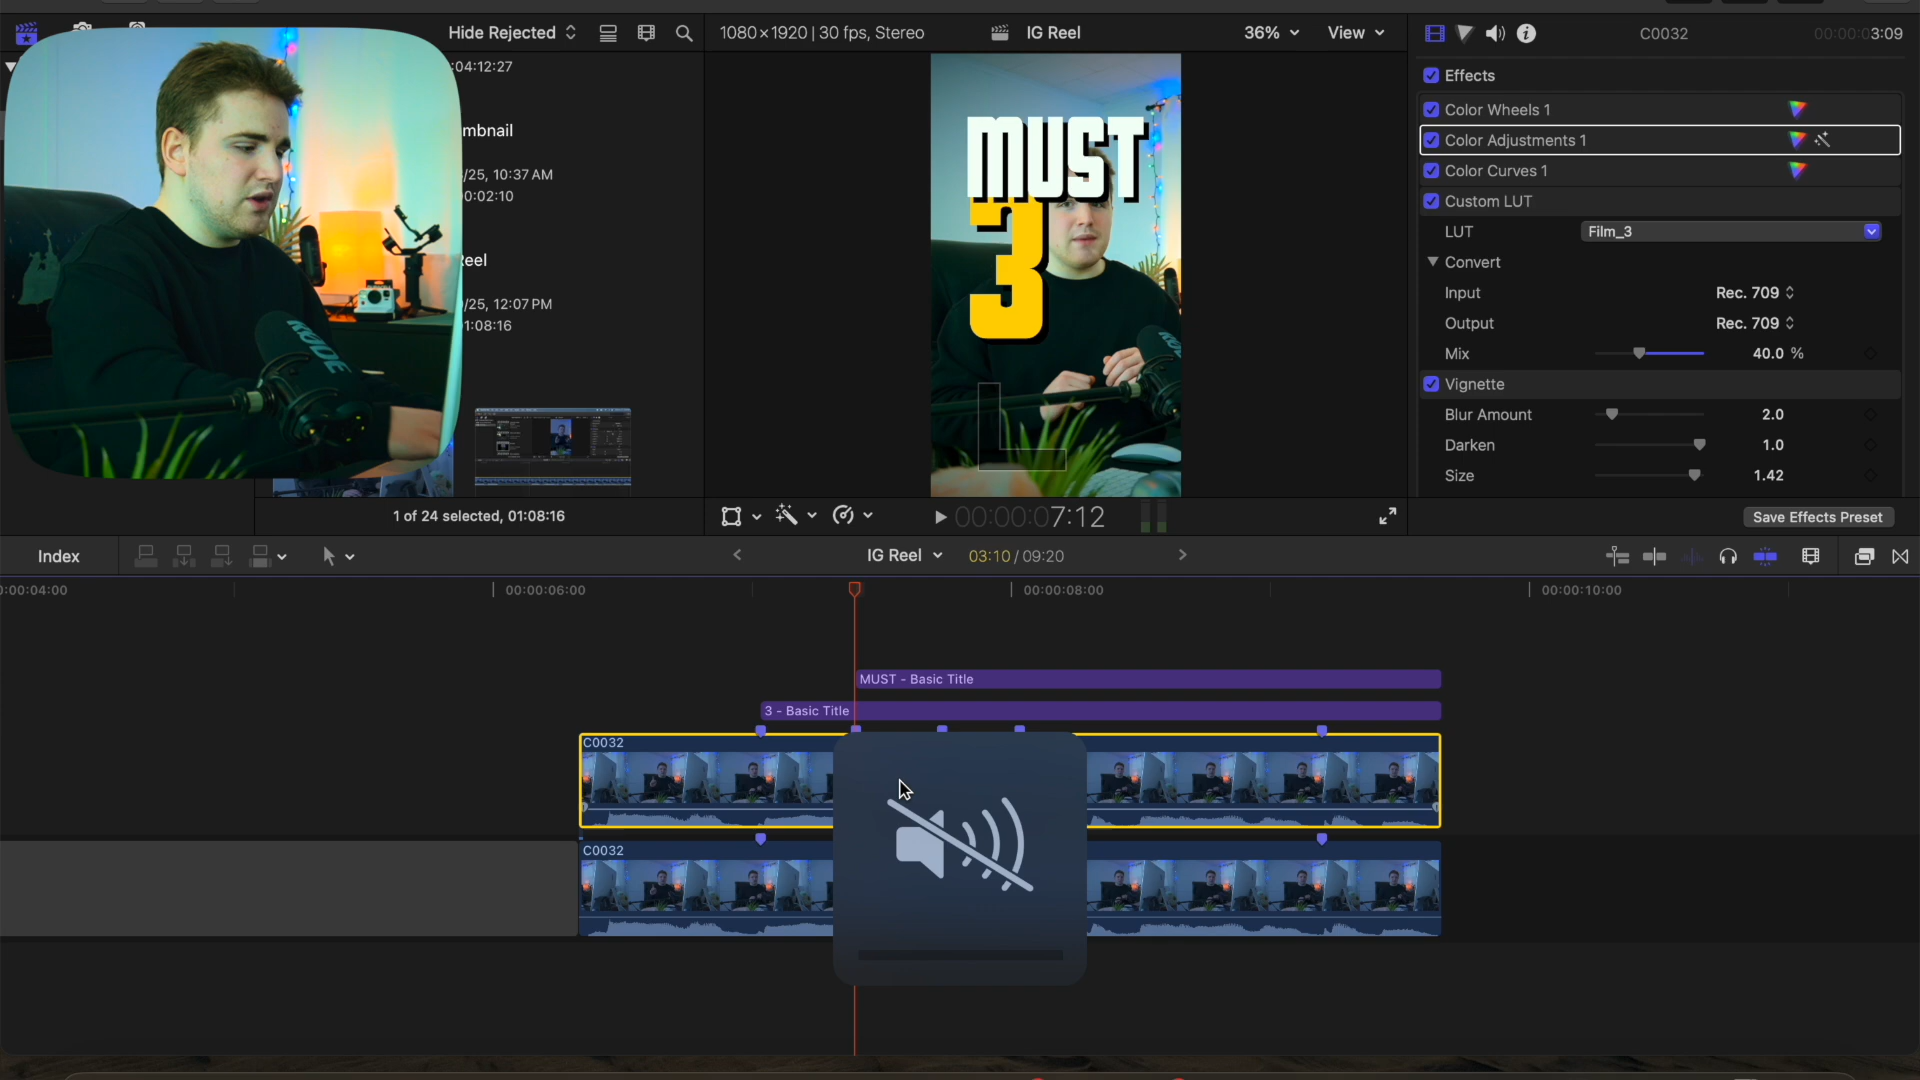 Hide Rejected
1080×1920 | 30 fps, Stereo
IG Reel
36%
View
C0032
00:00:03:09
:04:12:27
mbnail
/25, 10:37 AM
0:02:10
Reel
/25, 12:07 PM
1:08:16
RØDE
MUST
3
Effects
Color Wheels 1
Color Adjustments 1
Color Curves 1
Custom LUT
LUT
Film_3
Convert
Input
Rec. 709
Output
Rec. 709
Mix
40.0 %
Vignette
Blur Amount
2.0
Darken
1.0
Size
1.42
1 of 24 selected, 01:08:16
00:00:07:12
Save Effects Preset
Index
IG Reel
03:10 / 09:20
0:00:04:00
00:00:06:00
00:00:08:00
00:00:10:00
MUST - Basic Title
3 - Basic Title
C0032
C0032